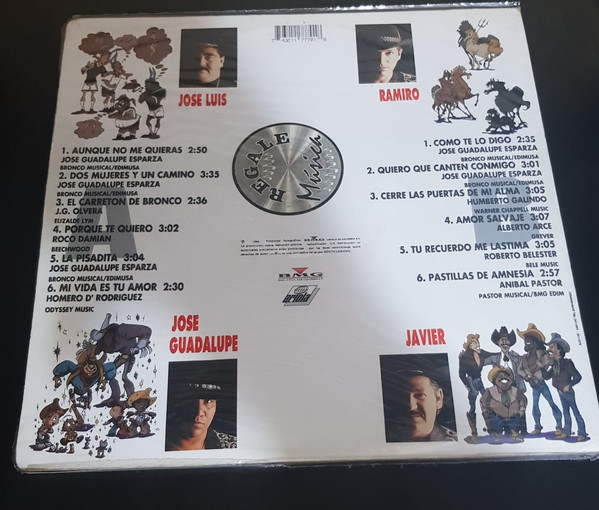 JOSE LUIS
RAMIRO
A
1. AUNQUE NO ME QUIERAS 2:50
JOSE GUADALUPE ESPARZA
BRONCO MUSICAL/EDIMUSA
2. DOS MUJERES Y UN CAMINO 3:35
JOSE GUADALUPE ESPARZA
BRONCO MUSICAL/EDIMUSA
3. EL CARRETON DE BRONCO 2:36
J.G. OLVERA
ELIZALDE LYM
4. PORQUE TE QUIERO 3:02
ROCO DAMIAN
BEECHWOOD
5. LA PISADITA 3:04
JOSE GUADALUPE ESPARZA
BRONCO MUSICAL/EDIMUSA
6. MI VIDA ES TU AMOR 2:30
HOMERO D' RODRIGUEZ
ODYSSEY MUSIC
REGALE
Música
1. COMO TE LO DIGO 2:35
JOSE GUADALUPE ESPARZA
BRONCO MUSICAL/EDIMUSA
2. QUIERO QUE CANTEN CONMIGO 3:01
JOSE GUADALUPE ESPARZA
BRONCO MUSICAL/EDIMUSA
3. CERRE LAS PUERTAS DE MI ALMA 3:05
HUMBERTO GALINDO
WARNER CHAPPELL MUSIC
4. AMOR SALVAJE 3:07
ALBERTO ARCE
GREVER
5. TU RECUERDO ME LASTIMA 3:05
ROBERTO BELESTER
BELE MUSIC
6. PASTILLAS DE AMNESIA 2:57
ANIBAL PASTOR
PASTOR MUSICAL/BMG EDIM
BMG
ariola
JOSE
GUADALUPE
JAVIER